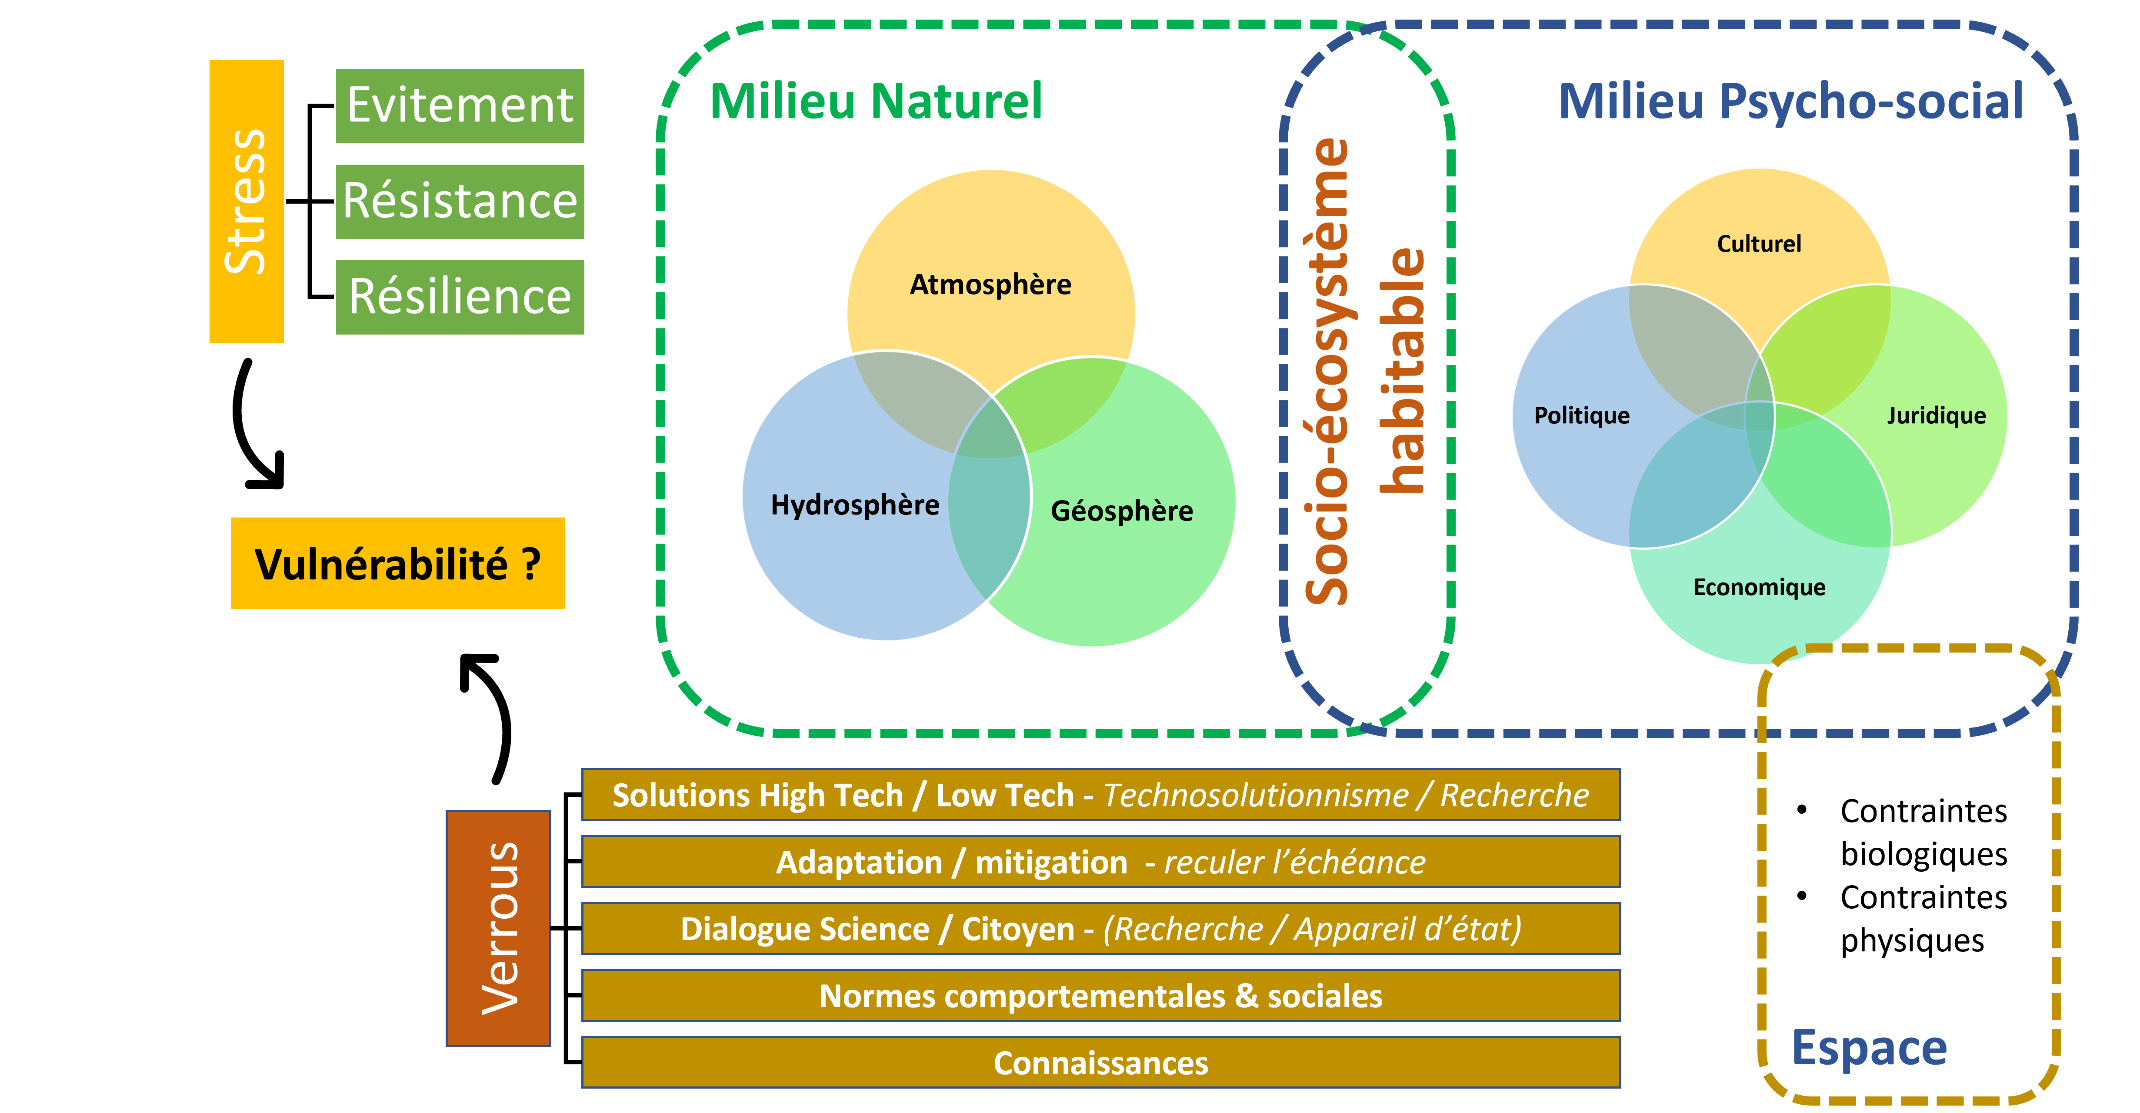 Stress
Evitement
Résistance
Résilience
Vulnérabilité ?
Milieu Naturel
Atmosphère
Hydrosphère
Géosphère
Socio-écosystème
habitable
Milieu Psycho-social
Culturel
Politique
Juridique
Economique
Verrous
Solutions High Tech / Low Tech - Technosolutionnisme / Recherche
Adaptation / mitigation - reculer l’échéance
Dialogue Science / Citoyen - (Recherche / Appareil d’état)
Normes comportementales & sociales
Connaissances
• Contraintes
biologiques
• Contraintes
physiques
Espace